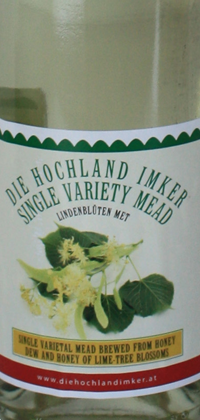 DIE HOCHLAND IMKER
SINGLE VARIETY MEAD
LINDENBLÜTEN MET
SINGLE VARIETAL MEAD BREWED FROM HONEY
DEW AND HONEY OF LIME-TREE BLOSSOMS
www.diehochlandimker.at